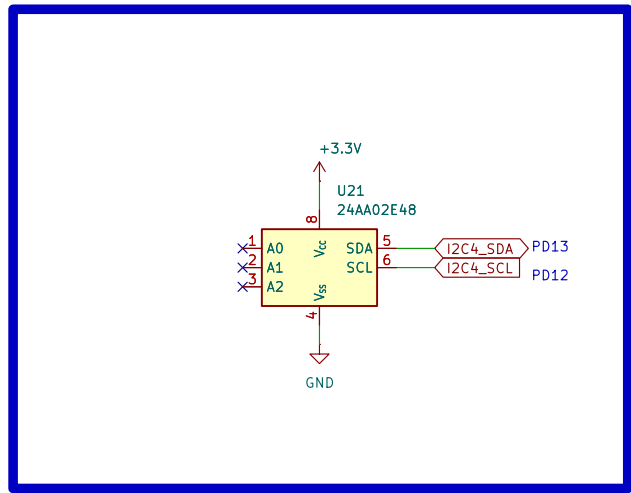 +3.3V
U21
24AA02E48
8
1 A0 Vcc SDA 5 I2C4_SDA PD13
2 A1 SCL 6 I2C4_SCL PD12
3 A2 Vss
4
GND